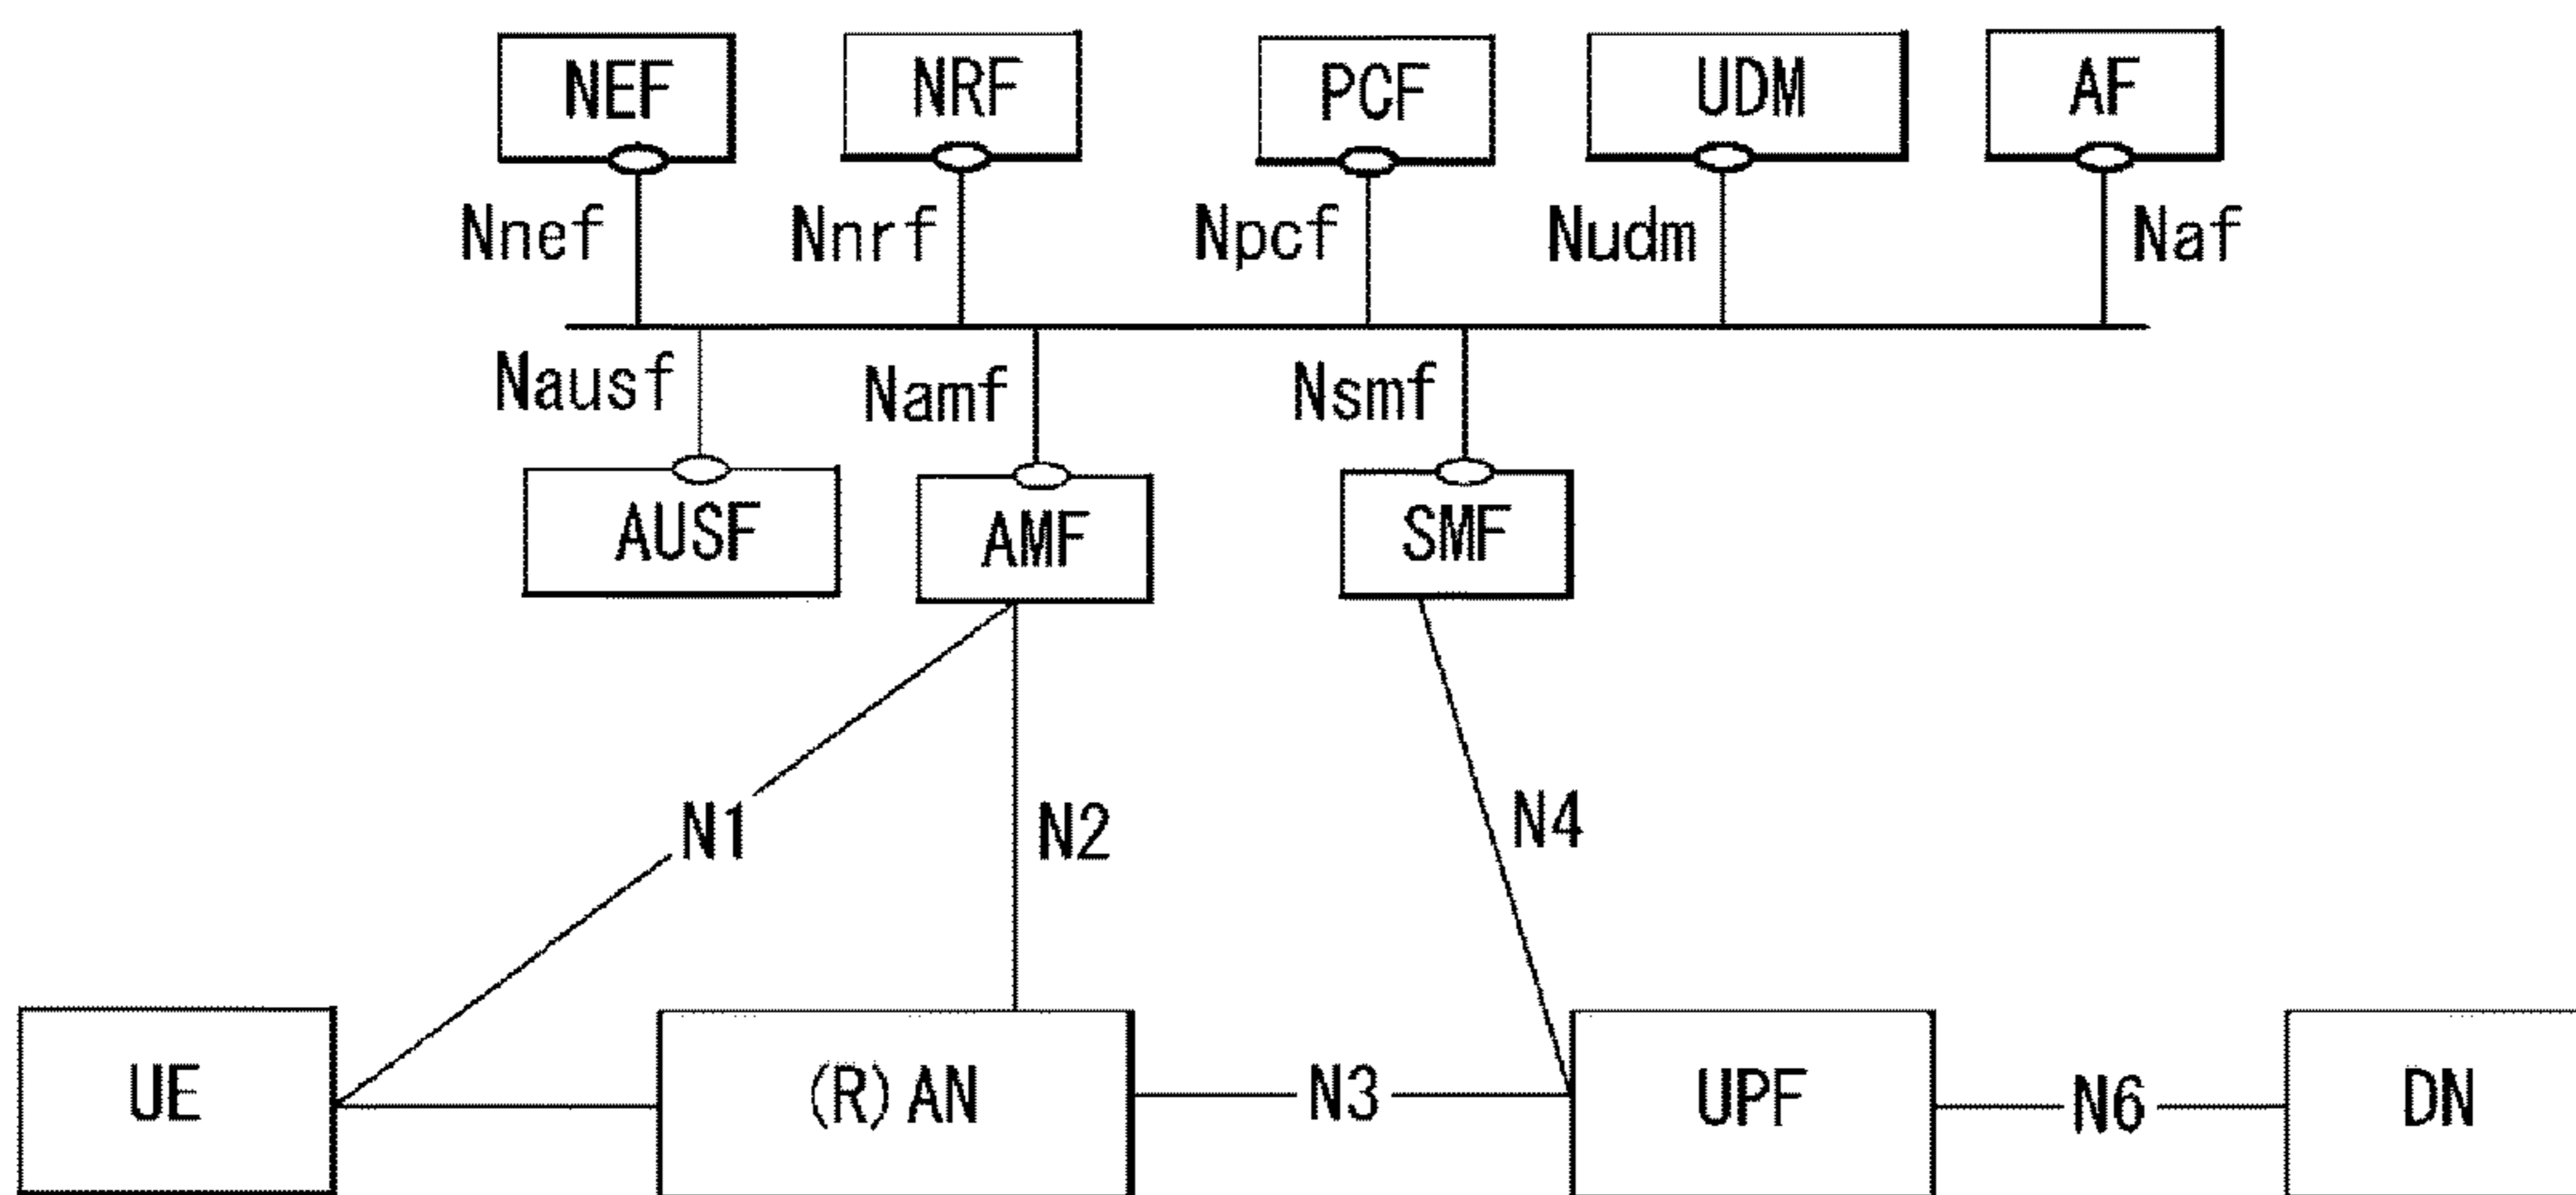 NEF NRF PCF UDM AF
Nnef Nnrf Npcf Nudm Naf
Nausf Namf Nsmf
AUSF AMF SMF
N1 N2 N4
UE (R)AN N3 UPF N6 DN